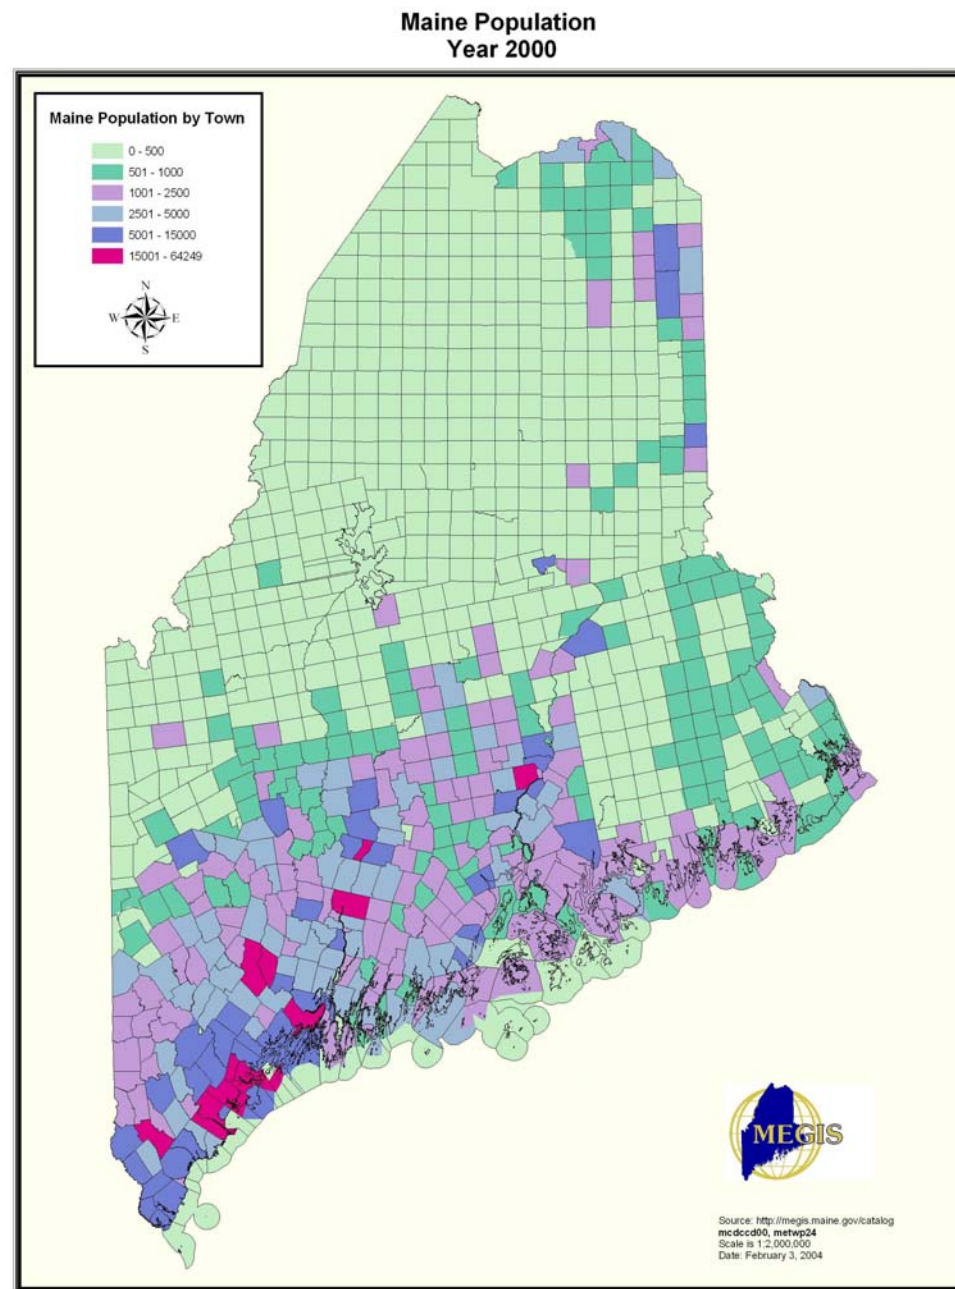 Maine Population
Year 2000
Maine Population by Town
0 - 500
501 - 1000
1001 - 2500
2501 - 5000
5001 - 15000
15001 - 64249
N
W
E
S
MEGIS
Source: http://megis.maine.gov/catalog
mcdccd00, metwp24
Scale is 1:2,000,000
Date: February 3, 2004